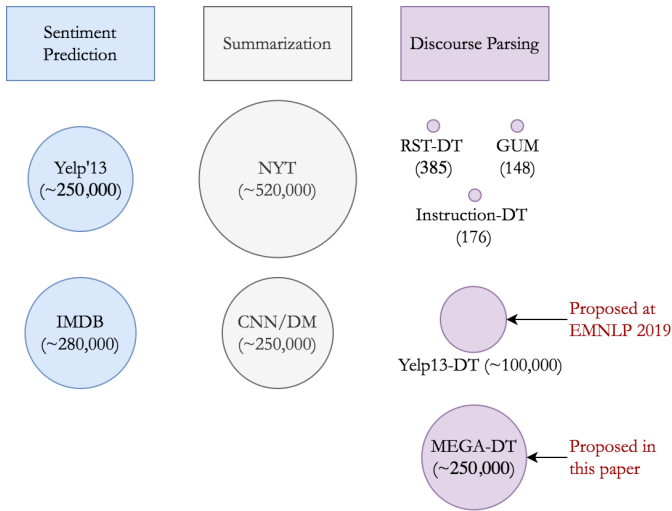 Sentiment
Prediction
Summarization
Discourse Parsing
Yelp'13
(~250,000)
NYT
(~520,000)
RST-DT
(385)
GUM
(148)
Instruction-DT
(176)
IMDB
(~280,000)
CNN/DM
(~250,000)
Proposed at
EMNLP 2019
Yelp13-DT (~100,000)
MEGA-DT
(~250,000)
Proposed in
this paper